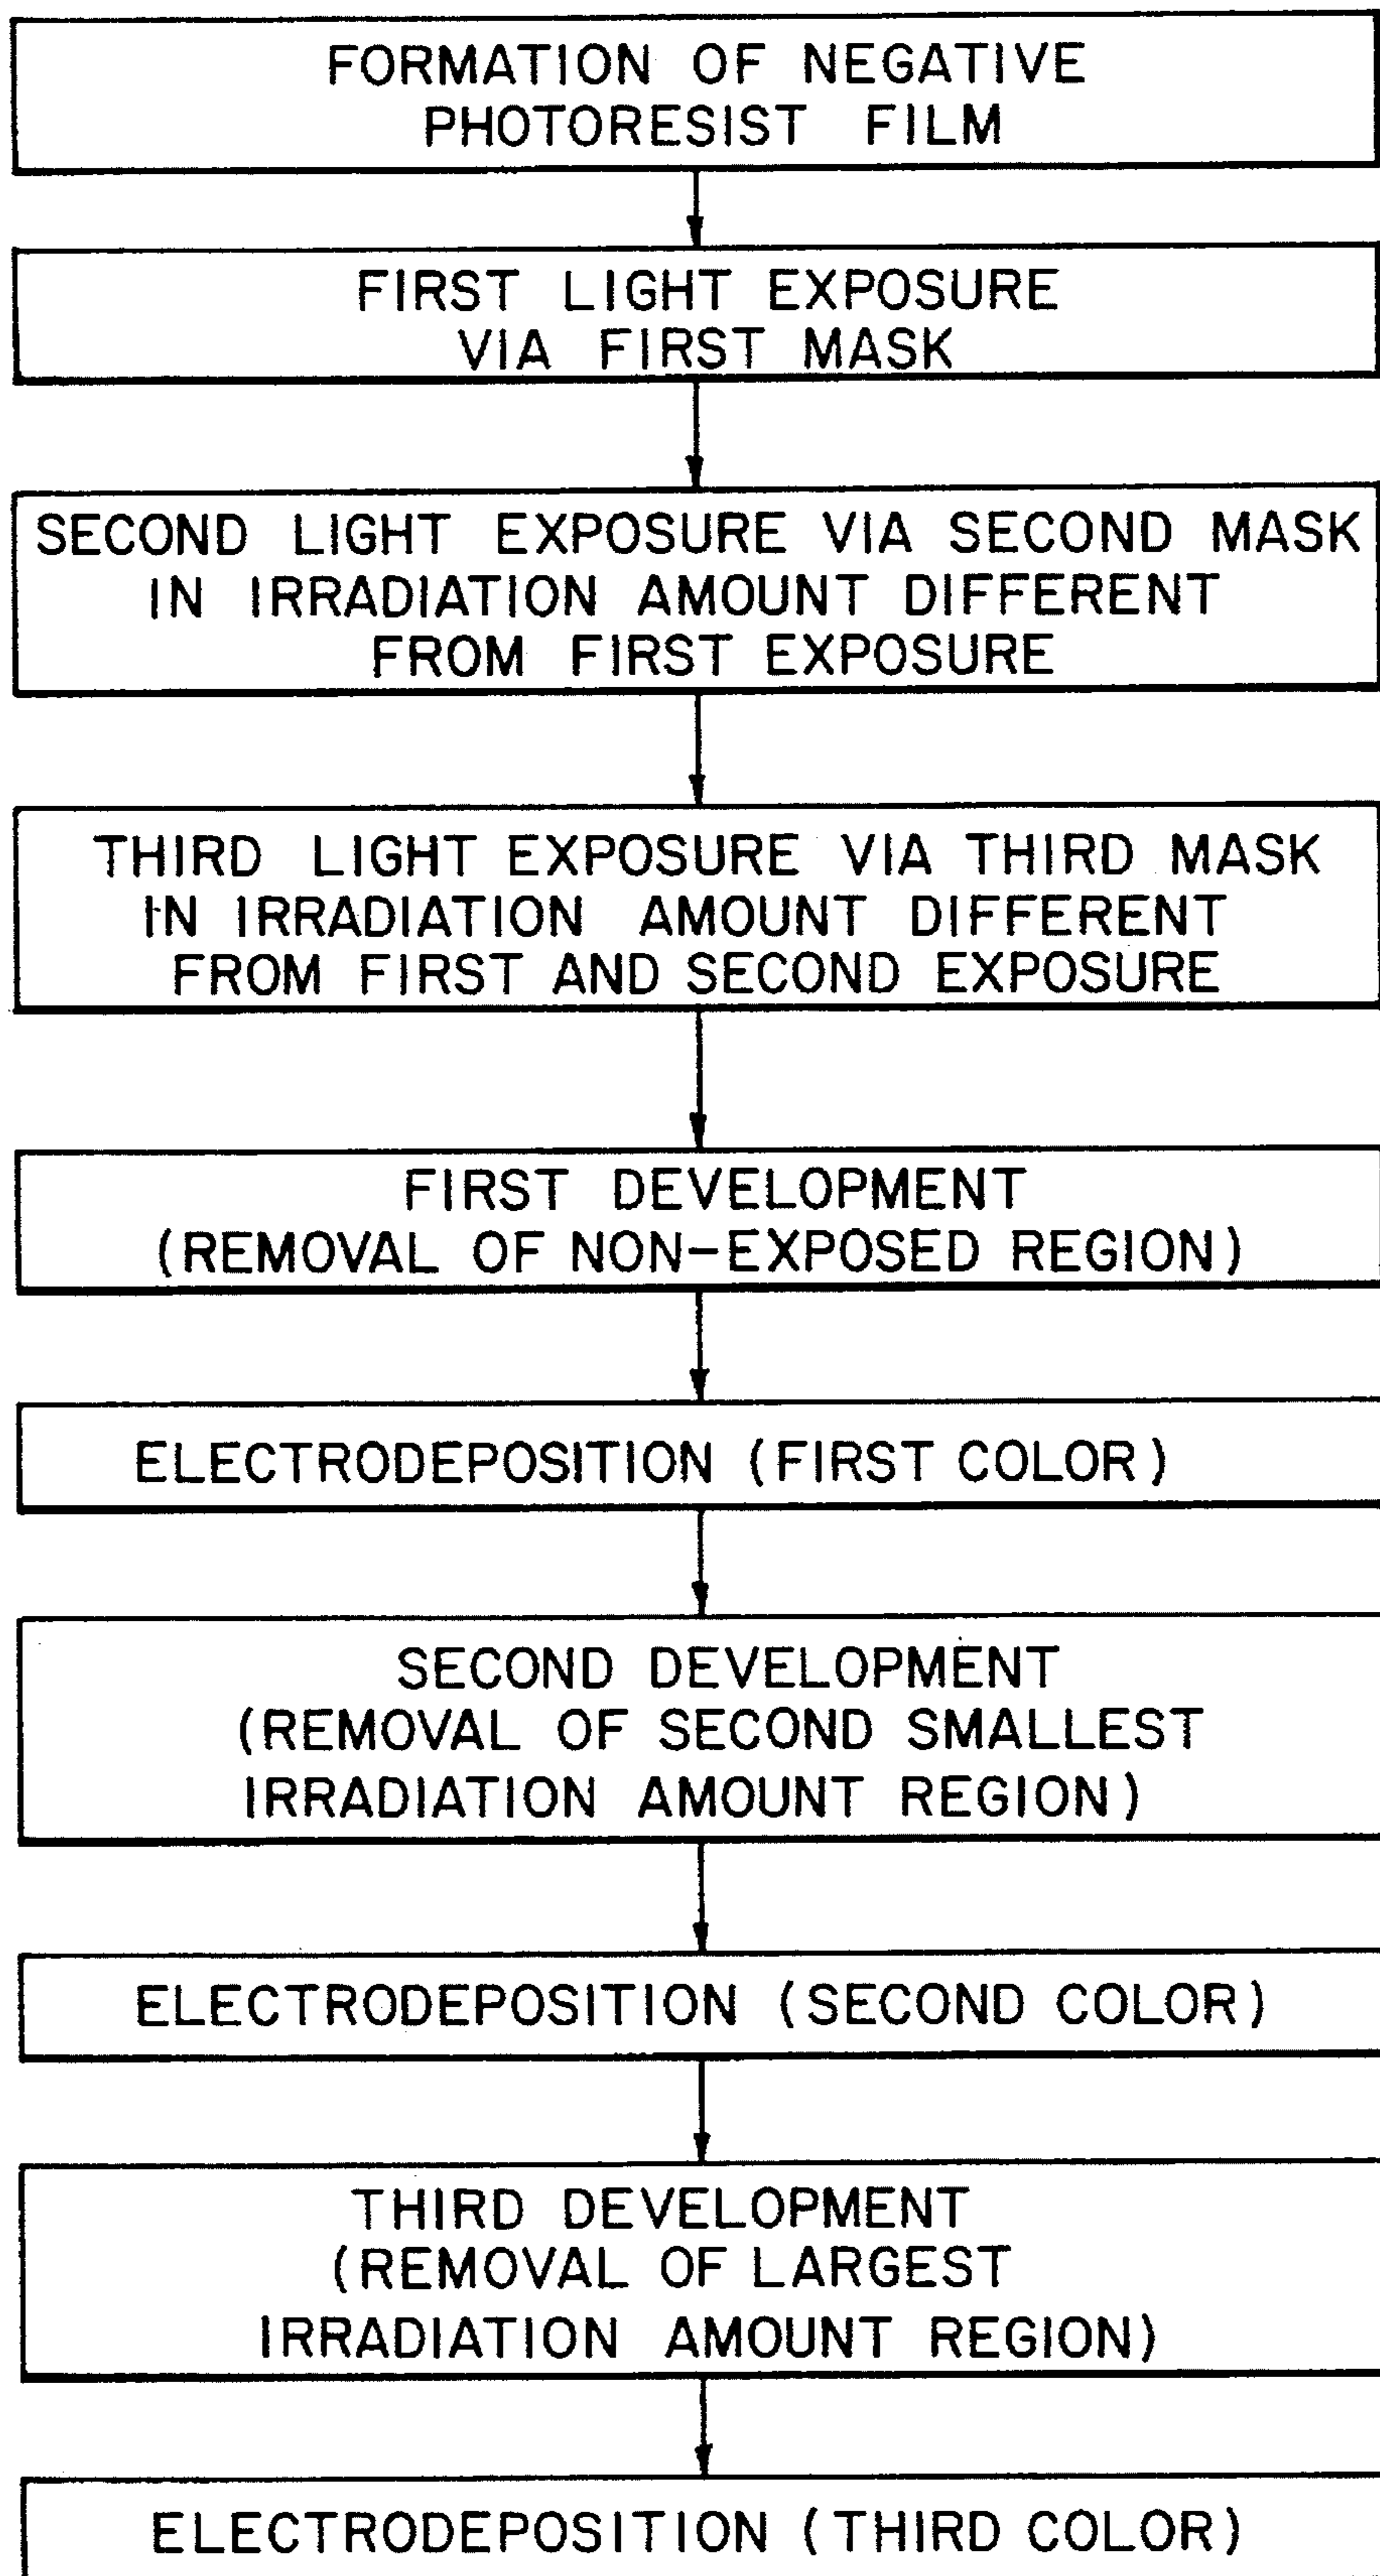 FORMATION OF NEGATIVE
PHOTORESIST FILM
FIRST LIGHT EXPOSURE
VIA FIRST MASK
SECOND LIGHT EXPOSURE VIA SECOND MASK
IN IRRADIATION AMOUNT DIFFERENT
FROM FIRST EXPOSURE
THIRD LIGHT EXPOSURE VIA THIRD MASK
IN IRRADIATION AMOUNT DIFFERENT
FROM FIRST AND SECOND EXPOSURE
FIRST DEVELOPMENT
(REMOVAL OF NON-EXPOSED REGION)
ELECTRODEPOSITION (FIRST COLOR)
SECOND DEVELOPMENT
(REMOVAL OF SECOND SMALLEST
IRRADIATION AMOUNT REGION)
ELECTRODEPOSITION (SECOND COLOR)
THIRD DEVELOPMENT
(REMOVAL OF LARGEST
IRRADIATION AMOUNT REGION)
ELECTRODEPOSITION (THIRD COLOR)